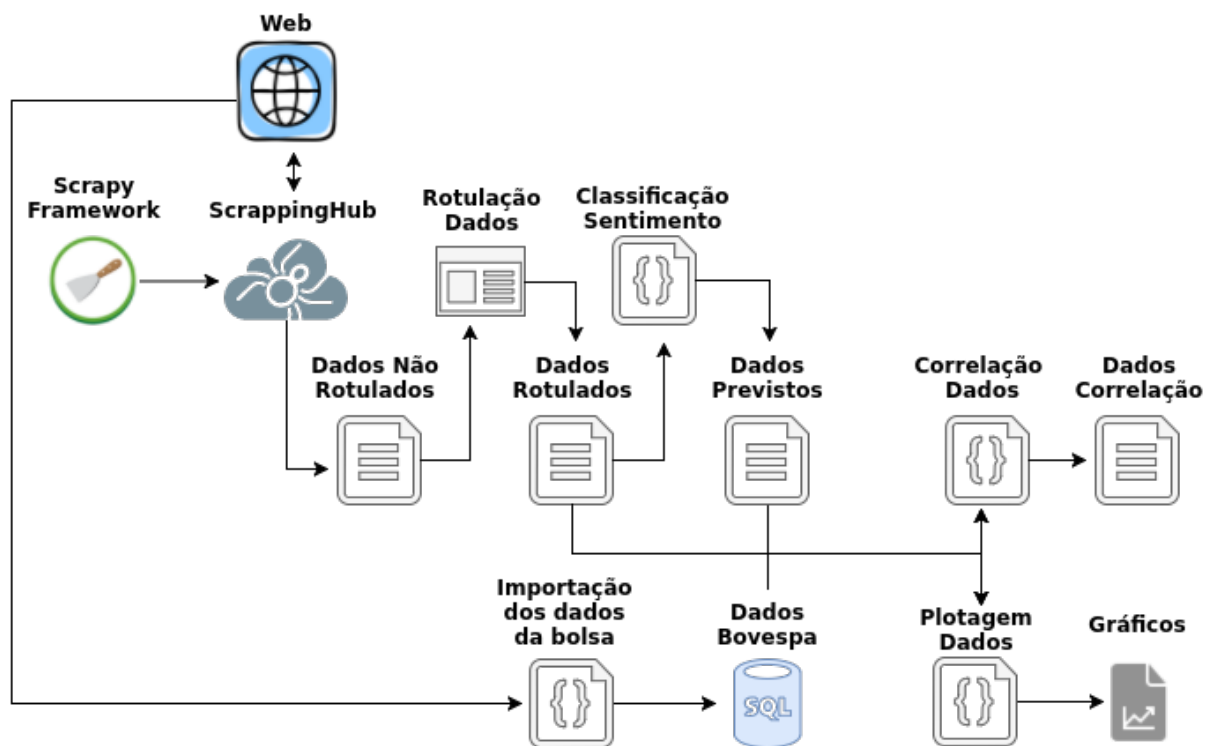 Web
Scrapy
Framework
ScrappingHub
Rotulação
Dados
Classificação
Sentimento
Dados Não
Rotulados
Dados
Rotulados
Dados
Previstos
Correlação
Dados
Dados
Correlação
Importação
dos dados
da bolsa
Dados
Bovespa
SQL
Plotagem
Dados
Gráficos